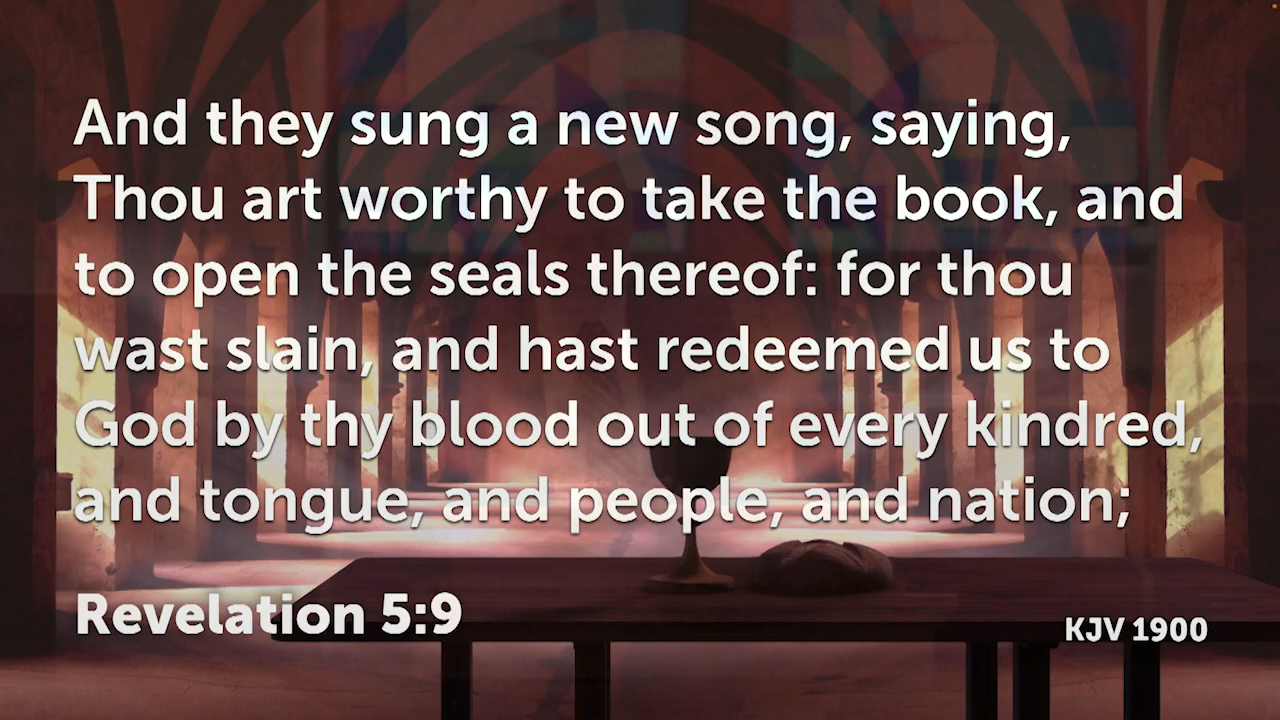 And they sung a new song, saying,
Thou art worthy to take the book, and
to open the seals thereof: for thou
wast slain, and hast redeemed us to
God by thy blood out of every kindred,
and tongue, and people, and nation;
Revelation 5:9
KJV 1900